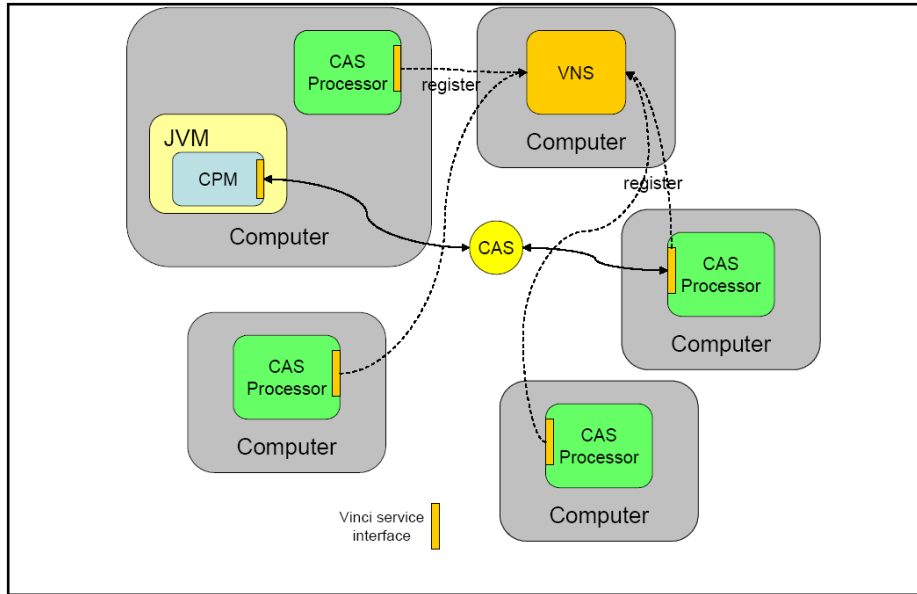 CAS
Processor
register
VNS
Computer
JVM
CPM
Computer
register
CAS
CAS
Processor
Computer
CAS
Processor
Computer
CAS
Processor
Computer
Vinci service
interface